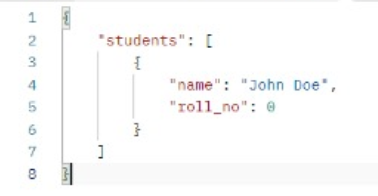 1 {
2 "students": [
3 {
4 "name": "John Doe",
5 "roll_no": 0
6 }
7 ]
8 }